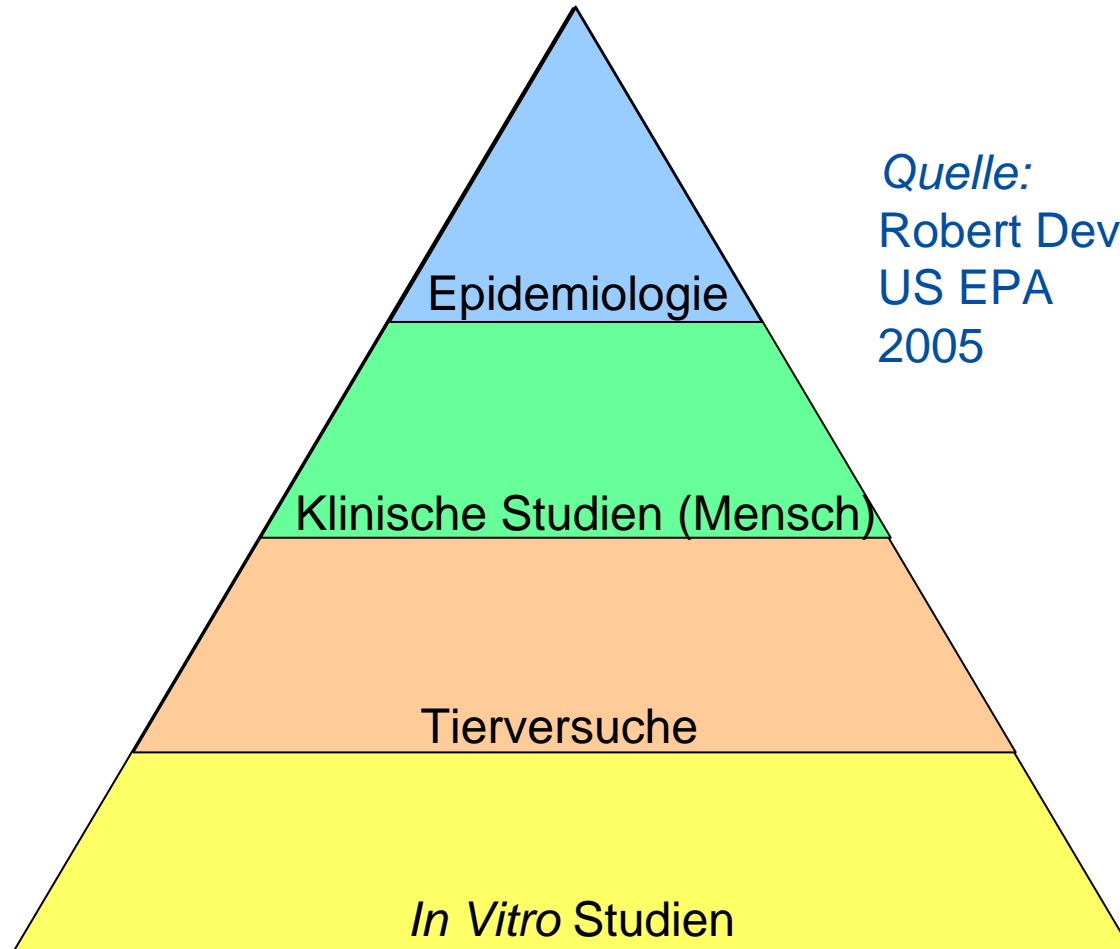 Quelle:
Robert Dev
US EPA
2005
Epidemiologie
Klinische Studien (Mensch)
Tierversuche
In Vitro Studien